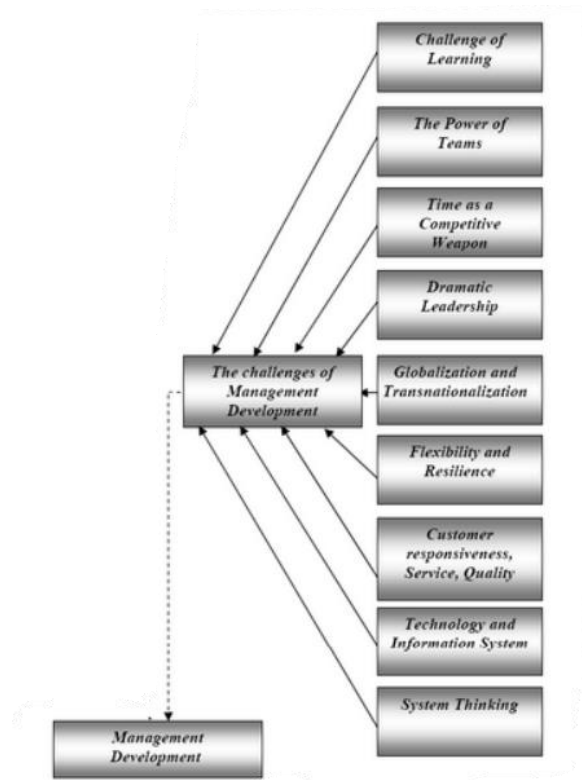 Challenge of
Learning
The Power of
Teams
Time as a
Competitive
Weapon
Dramatic
Leadership
The challenges of
Management
Development
Globalization and
Transnationalization
Flexibility and
Resilience
Customer
responsiveness,
Service, Quality
Technology and
Information System
System Thinking
Management
Development